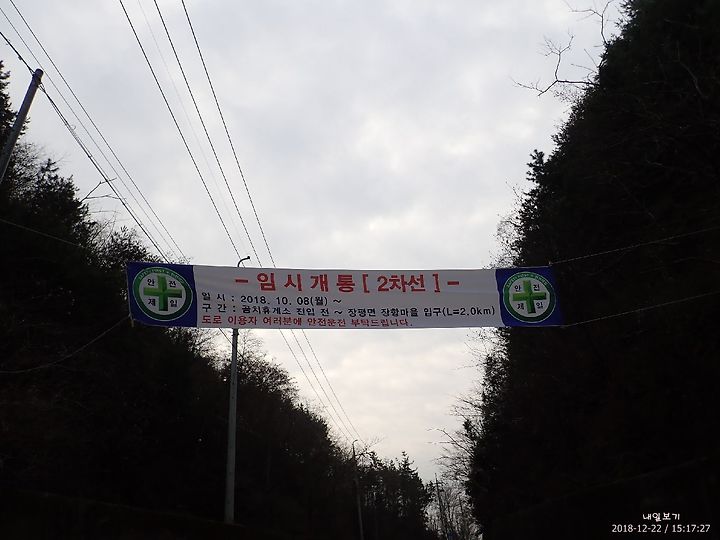 - 임 시 개 통 [ 2차선 ] -
일 시 : 2018. 10. 08(월) ~
구 간 : 곰치휴게소 진입 전 ~ 장평면 장항마을 입구(L=2.0km)
도로 이용자 여러분에 안전운전 부탁드립니다.
안 전
제 일
안 전
제 일
내일보기
2018-12-22 / 15:17:27